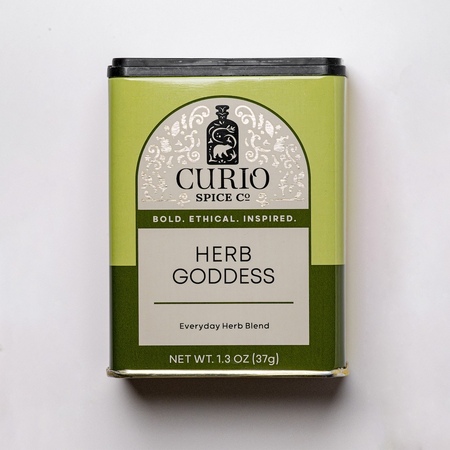 CURIO
SPICE Cº
BOLD. ETHICAL. INSPIRED.
HERB
GODDESS
Everyday Herb Blend
NET WT. 1.3 OZ (37g)